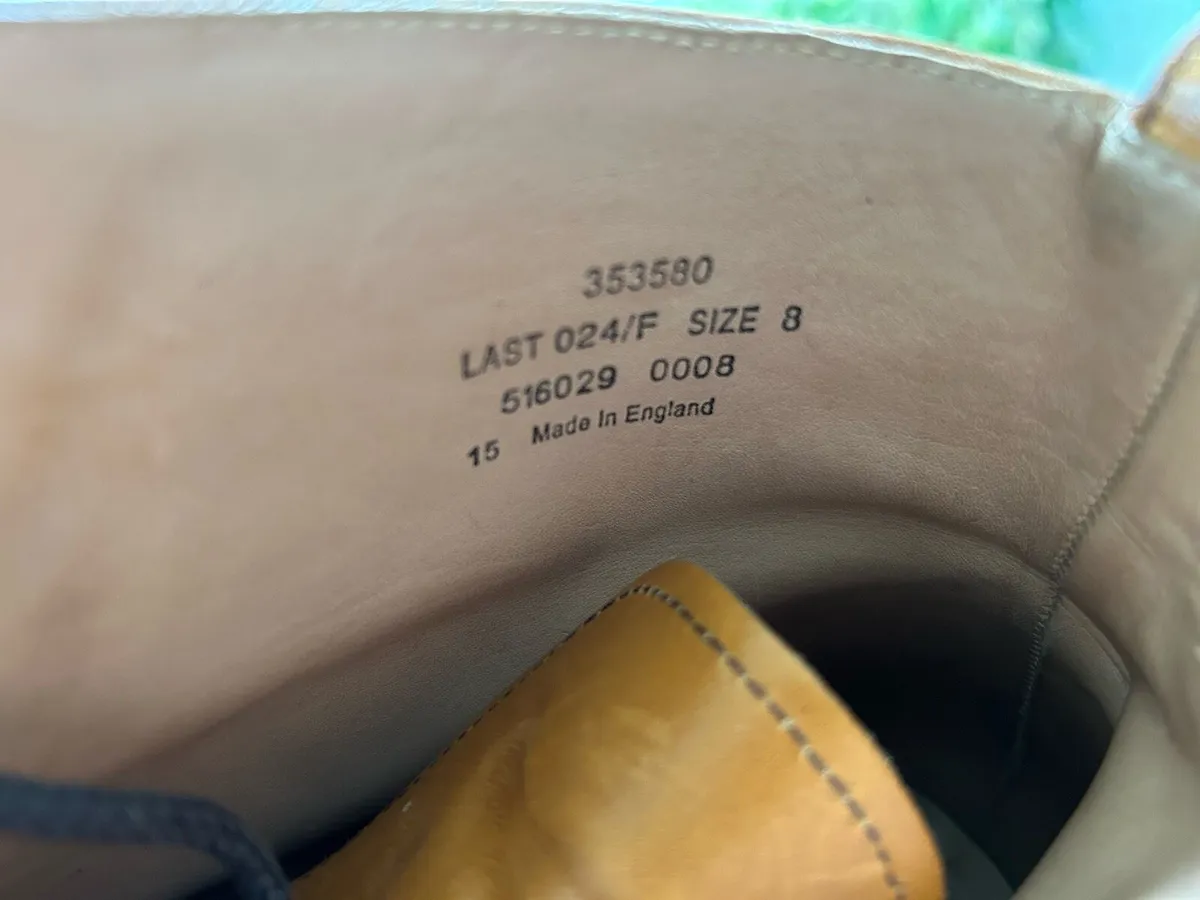 353580
LAST 024/F SIZE 8
516029 0008
15 Made In England